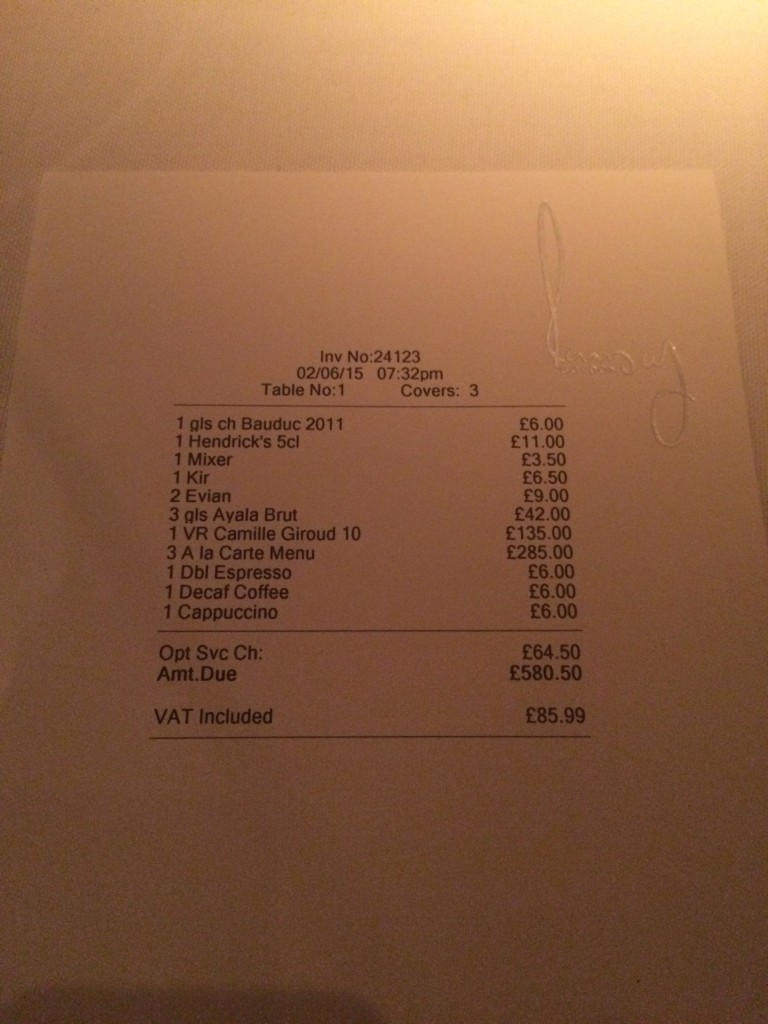 Inv No:24123
02/06/15 07:32pm
Table No:1 Covers: 3
1 gls ch Bauduc 2011 £6.00
1 Hendrick's 5cl £11.00
1 Mixer £3.50
1 Kir £6.50
2 Evian £9.00
3 gls Ayala Brut £42.00
1 VR Camille Giroud 10 £135.00
3 A la Carte Menu £285.00
1 Dbl Espresso £6.00
1 Decaf Coffee £6.00
1 Cappuccino £6.00
Opt Svc Ch: £64.50
Amt.Due £580.50
VAT Included £85.99